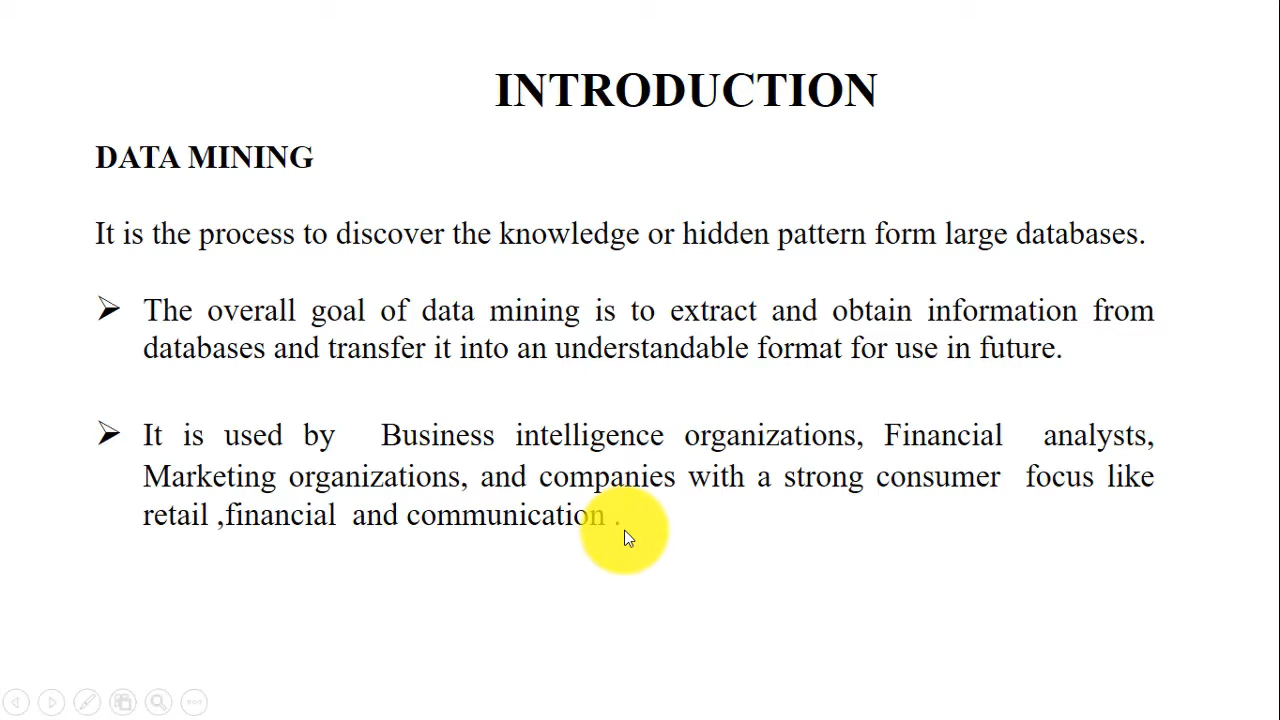 INTRODUCTION
DATA MINING
It is the process to discover the knowledge or hidden pattern form large databases.
➢ The overall goal of data mining is to extract and obtain information from
databases and transfer it into an understandable format for use in future.
➢ It is used by Business intelligence organizations, Financial analysts,
Marketing organizations, and companies with a strong consumer focus like
retail ,financial and communication .